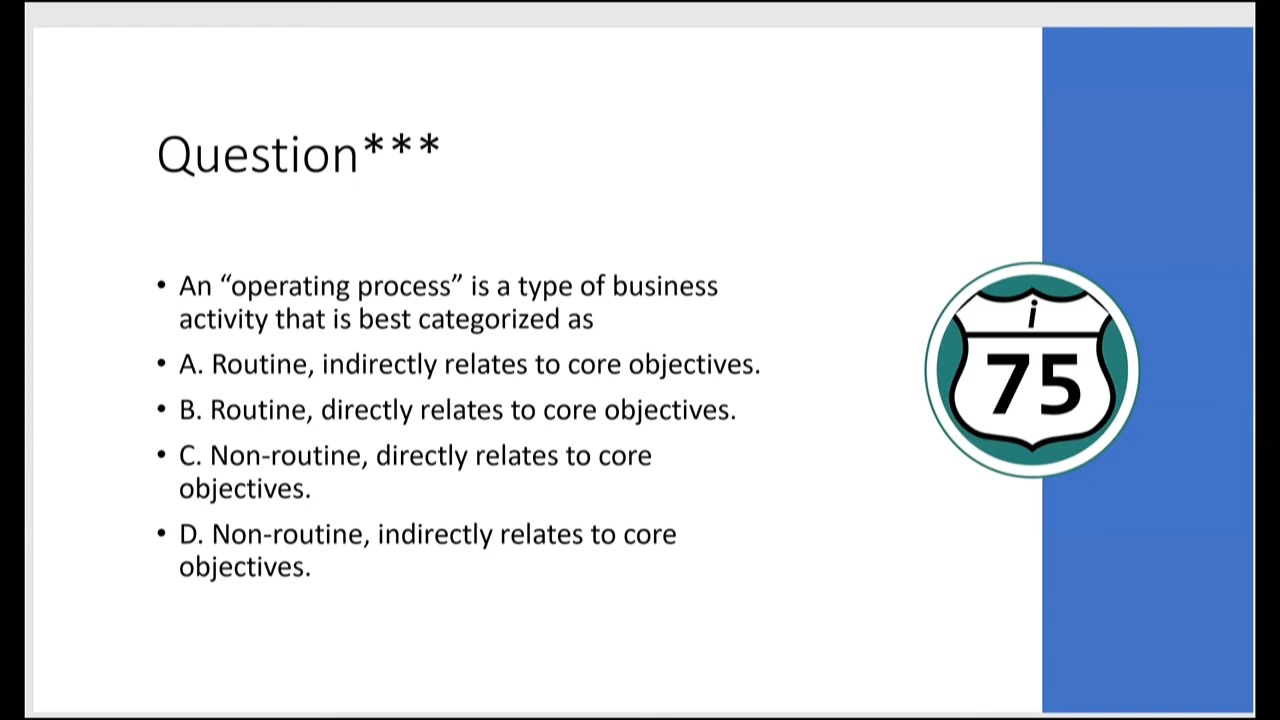 Question***
• An “operating process” is a type of business
activity that is best categorized as
• A. Routine, indirectly relates to core objectives.
• B. Routine, directly relates to core objectives.
• C. Non-routine, directly relates to core
objectives.
• D. Non-routine, indirectly relates to core
objectives.
i
75